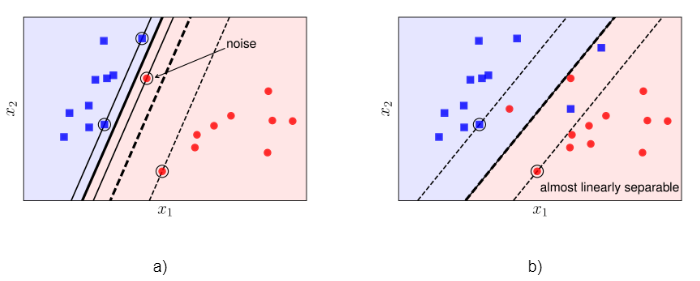 noise
x₂
x₁
a)
x₂
almost linearly separable
x₁
b)